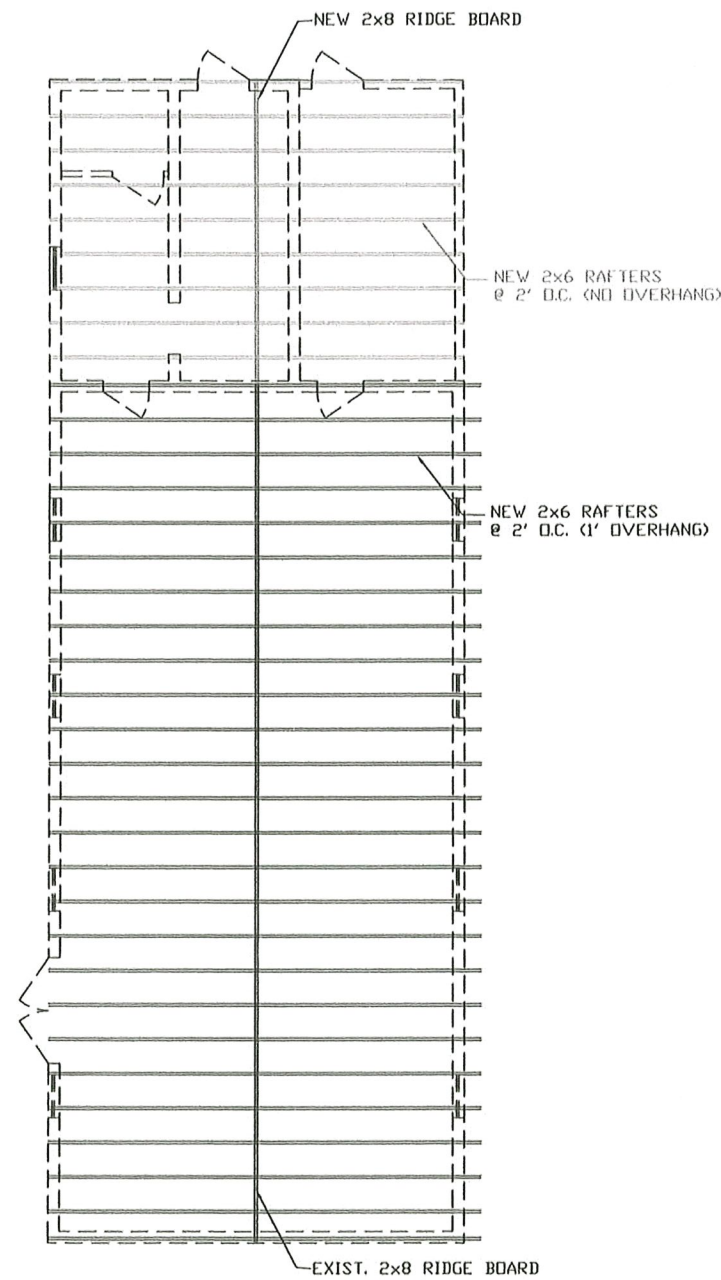 NEW 2x8 RIDGE BOARD
NEW 2x6 RAFTERS
@ 2' O.C. (NO OVERHANG)
NEW 2x6 RAFTERS
@ 2' O.C. (1' OVERHANG)
EXIST. 2x8 RIDGE BOARD